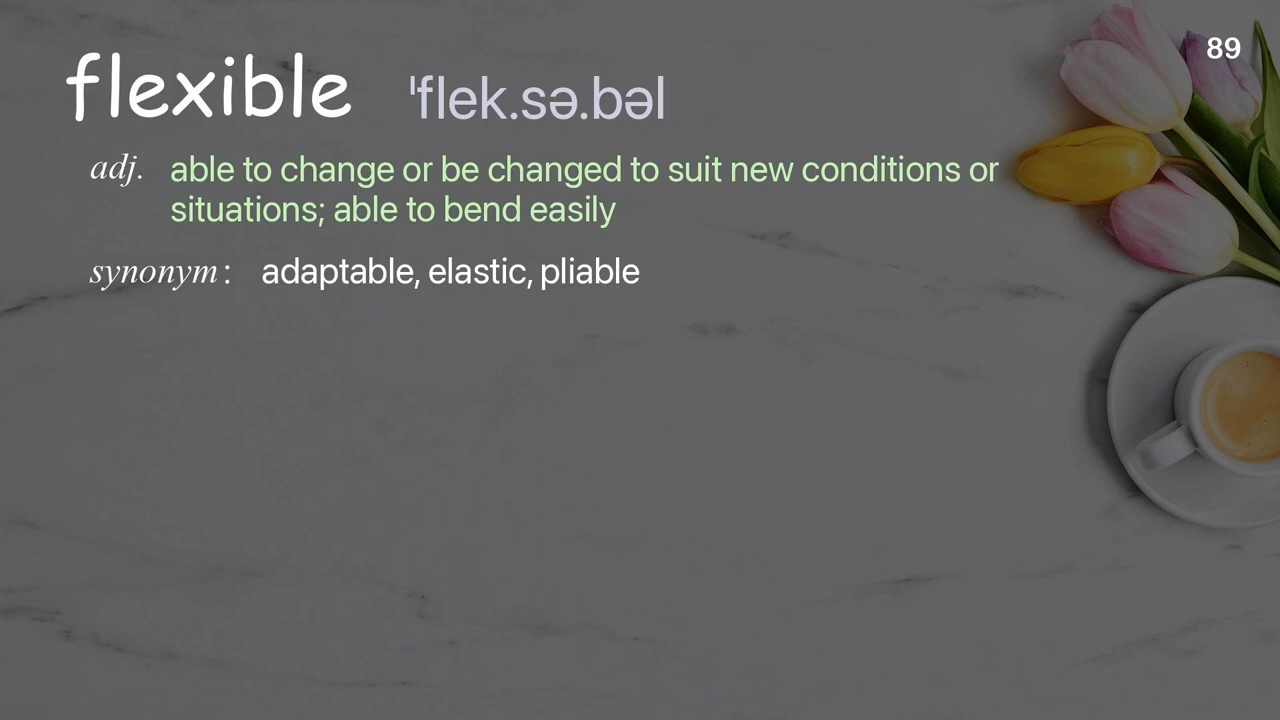 89
flexible ˈflek.sə.bəl
adj. able to change or be changed to suit new conditions or
situations; able to bend easily
synonym : adaptable, elastic, pliable